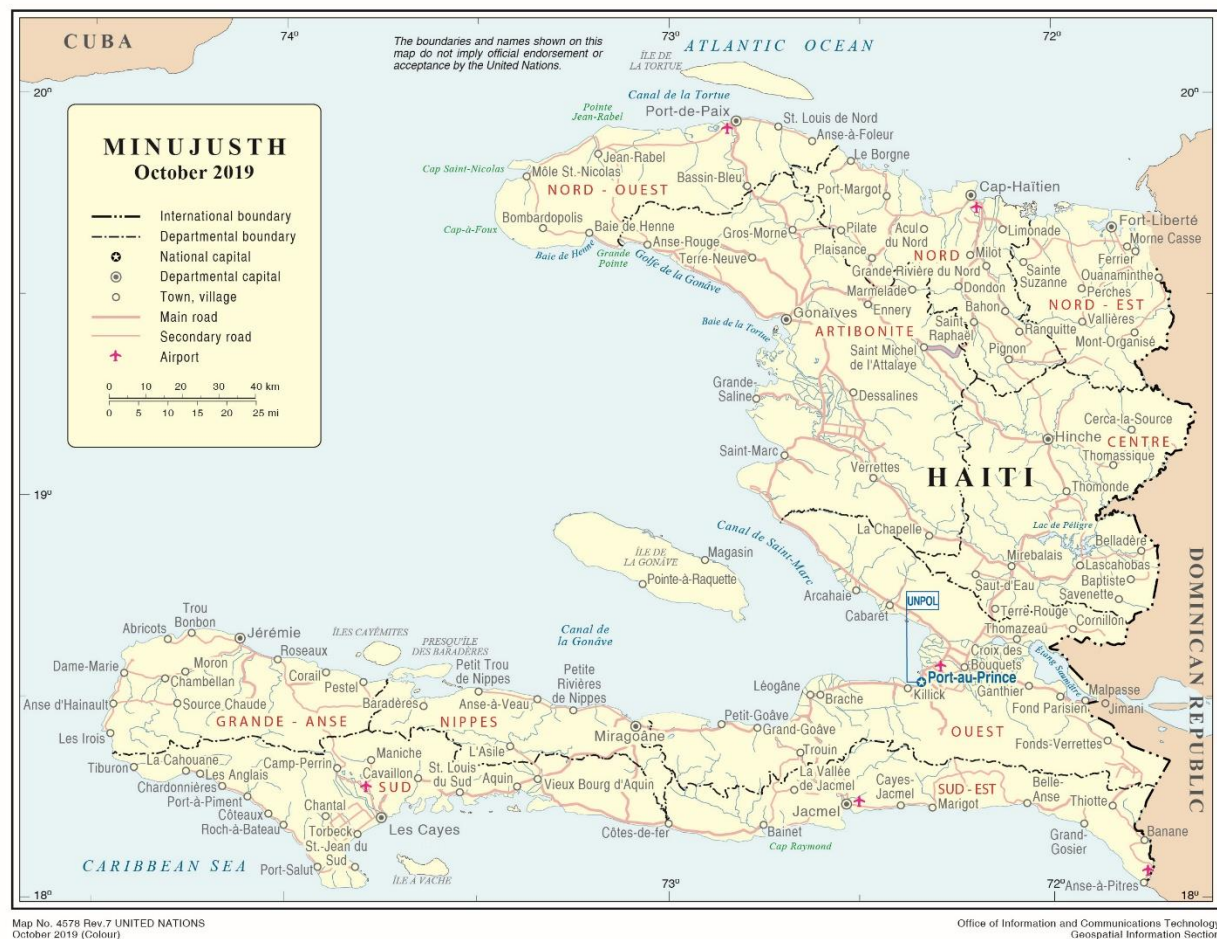 CUBA
74°
73°
72°
The boundaries and names shown on this
map do not imply official endorsement or
acceptance by the United Nations.
ATLANTIC OCEAN
ÎLE DE
LA TORTUE
20°
20°
Canal de la Tortue
MINUJUSTH
October 2019
International boundary
Departmental boundary
National capital
Departmental capital
Town, village
Main road
Secondary road
Airport
0 10 20 30 40 km
0 5 10 15 20 25 mi
Pointe
Jean-Rabel
Port-de-Paix
St. Louis de Nord
Anse-à-Foleur
Le Borgne
Jean-Rabel
Cap Saint-Nicolas
Môle St.-Nicolas
NORD - OUEST
Bassin-Bleu
Port-Margot
Cap-Haïtien
Bombardopolis
Baie de Henne
Cap-à-Foux
Baie de Henne
Grande
Pointe
Anse-Rouge
Terre-Neuve
Gros-Morne
Pilate
Plaisance
Acul
du Nord
Limonade
Fort-Liberté
Morne Casse
Ferrier
Ouanaminthe
NORD
Milot
Grande-Rivière du Nord
Sainte
Suzanne
Perches
NORD - EST
Golfe de la Gonâve
Marmelade
Dondon
Ennery
Bahon
Saint
Raphaël
Ranquitte
Vallières
Mont-Organisé
Gonaïves
Baie de la Tortue
ARTIBONITE
Saint Michel
de l'Attalaye
Pignon
Grande-
Saline
Dessalines
Cerca-la-Source
Hinche
CENTRE
Thomassique
Saint-Marc
Verrettes
HAITI
Thomonde
19°
19°
Canal de Saint-Marc
La Chapelle
Lac de Péligre
Belladère
Mirebalais
Lascahobas
Baptiste
Savenette
Saut-d'Eau
ÎLE DE
LA GONÂVE
Magasin
Pointe-à-Raquette
Arcahaie
Cabaret
UNPOL
Terre-Rouge
Cornillon
Thomazeau
Croix des
Bouquets
Étang Saumâtre
DOMINICAN REPUBLIC
Canal de
la Gonâve
Port-au-Prince
Killick
Ganthier
Fond Parisien
Malpasse
Jimani
Trou
Bonbon
Abricots
Jérémie
ÎLES CAYÉMITES
PRESQU'ÎLE
DES BARADÈRES
Roseaux
Dame-Marie
Moron
Chambellan
Corail
Pestel
Petit Trou
de Nippes
Petite
Rivières
de Nippes
Anse d'Hainault
Source Chaude
Baradères
Anse-à-Veau
GRANDE - ANSE
NIPPES
Miragoâne
Léogâne
Brache
Petit-Goâve
Grand-Goâve
OUEST
Fonds-Verrettes
Les Irois
Tiburon
La Cahouane
Les Anglais
Camp-Perrin
Maniche
Cavaillon
L'Asile
St. Louis
du Sud
Aquin
Vieux Bourg d'Aquin
Trouin
La Vallée
de Jacmel
Cayes-
Jacmel
SUD - EST
Belle-
Anse
Thiotte
Chardonnières
Port-à-Piment
Côteaux
Roch-à-Bateau
SUD
Chantal
Torbeck
Les Cayes
St.-Jean du
Sud
Port-Salut
ÎLE À VACHE
Côtes-de-fer
Bainet
Cap Raymond
Jacmel
Marigot
Grand-
Gosier
Banane
Anse-à-Pitres
CARIBBEAN SEA
18°
73°
72°
18°
Map No. 4578 Rev.7 UNITED NATIONS
October 2019 (Colour)
Office of Information and Communications Technology
Geospatial Information Section